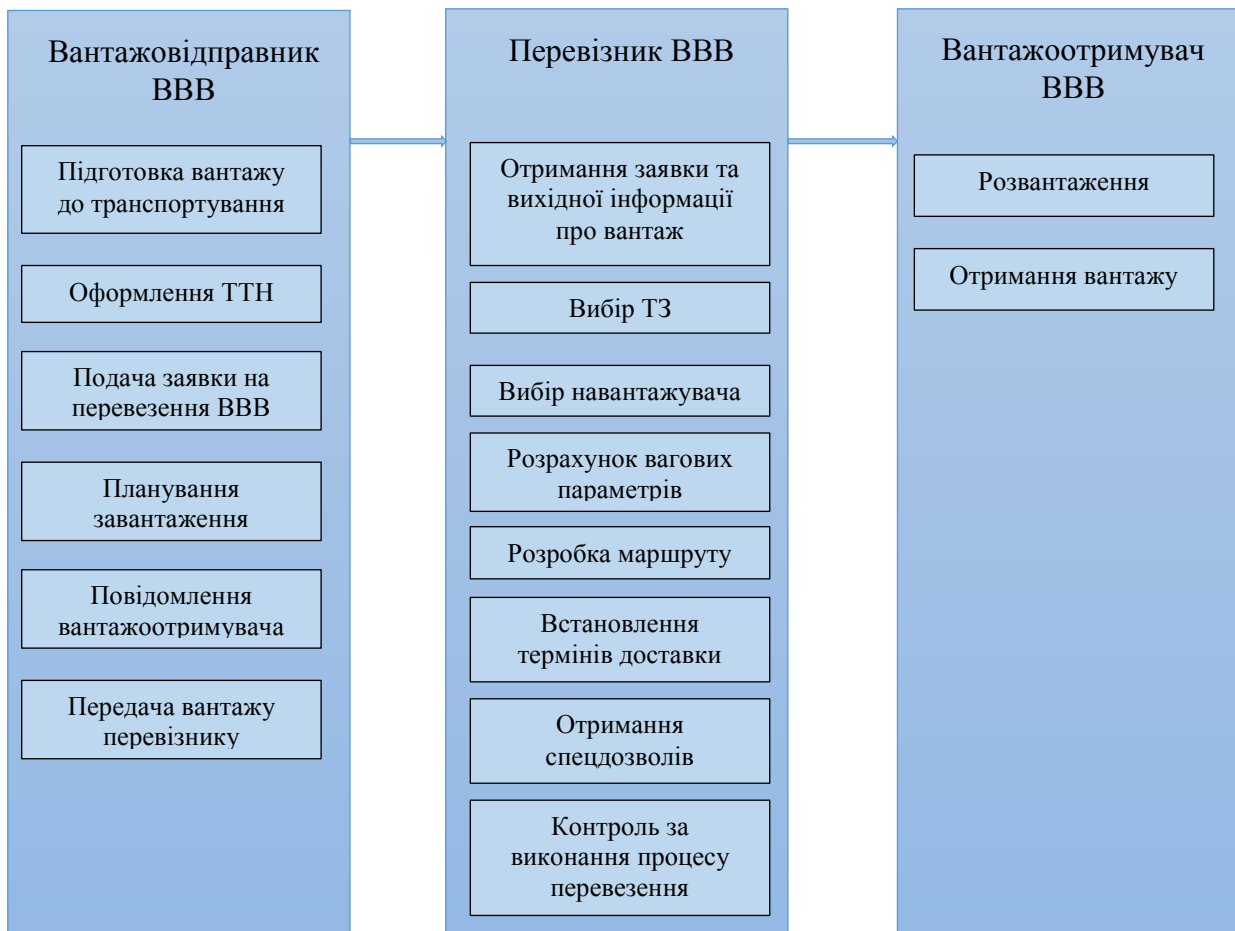 Вантажовідправник
ВВВ
Підготовка вантажу
до транспортування
Оформлення ТТН
Подача заявки на
перевезення ВВВ
Планування
завантаження
Повідомлення
вантажоотримувача
Передача вантажу
перевізнику
Перевізник ВВВ
Отримання заявки та
вихідної інформації
про вантаж
Вибір ТЗ
Вибір навантажувача
Розрахунок вагових
параметрів
Розробка маршруту
Встановлення
термінів доставки
Отримання
спецдозволів
Контроль за
виконання процесу
перевезення
Вантажоотримувач
ВВВ
Розвантаження
Отримання вантажу